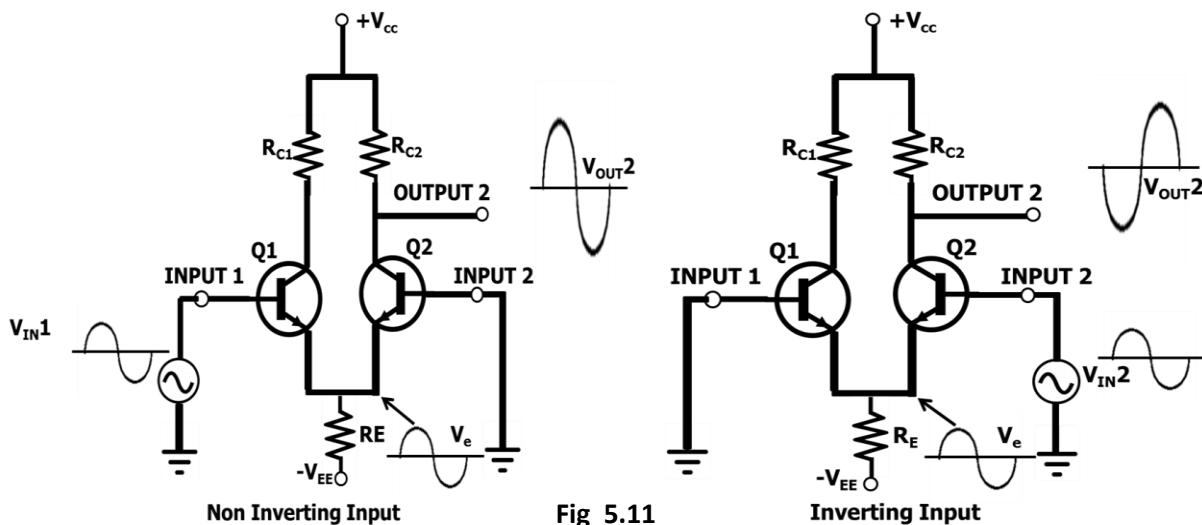 +Vcc
RC1
RC2
VOUT2
OUTPUT 2
Q1
Q2
INPUT 1
INPUT 2
VIN1
RE
Ve
-VEE
Non Inverting Input
+Vcc
RC1
RC2
VOUT2
OUTPUT 2
Q1
Q2
INPUT 1
INPUT 2
VIN2
RE
Ve
-VEE
Inverting Input
Fig 5.11